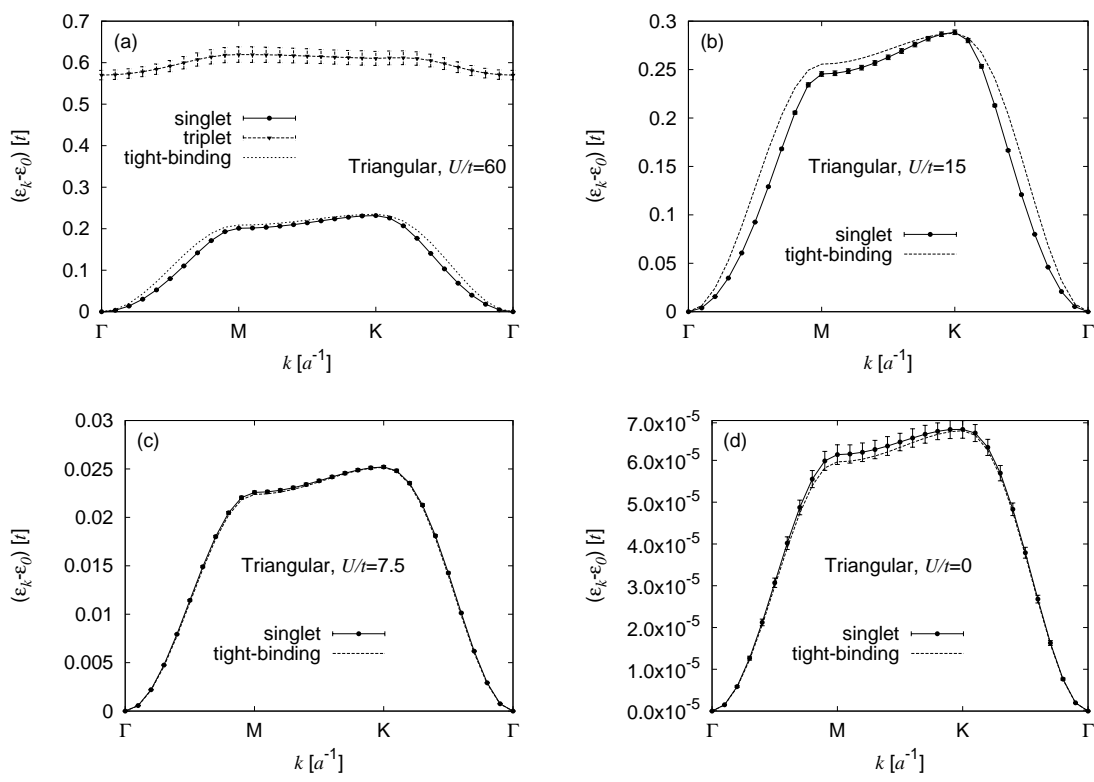 (a)
0.7
0.6
0.5
0.4
0.3
0.2
0.1
0
singlet
triplet
tight-binding
Triangular, U/t=60
(εk-ε0) [t]
Γ M K Γ
k [a⁻¹]
(b)
0.3
0.25
0.2
0.15
0.1
0.05
0
Triangular, U/t=15
singlet
tight-binding
(εk-ε0) [t]
Γ M K Γ
k [a⁻¹]
(c)
0.03
0.025
0.02
0.015
0.01
0.005
0
Triangular, U/t=7.5
singlet
tight-binding
(εk-ε0) [t]
Γ M K Γ
k [a⁻¹]
(d)
7.0x10⁻⁵
6.0x10⁻⁵
5.0x10⁻⁵
4.0x10⁻⁵
3.0x10⁻⁵
2.0x10⁻⁵
1.0x10⁻⁵
0.0x10⁻⁵
Triangular, U/t=0
singlet
tight-binding
(εk-ε0) [t]
Γ M K Γ
k [a⁻¹]